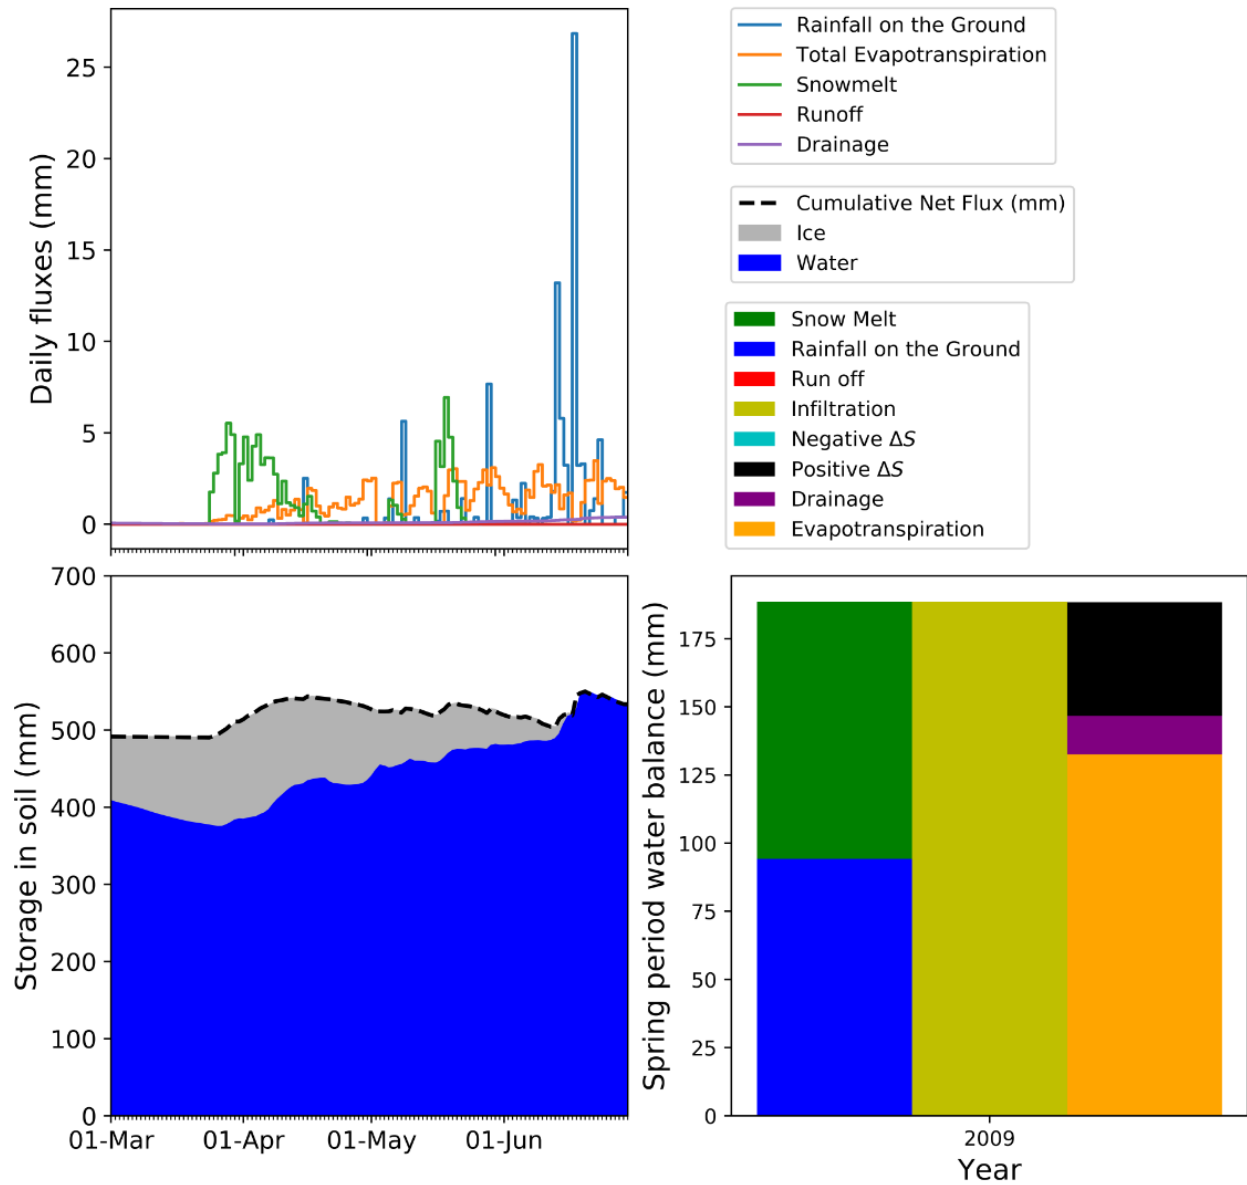 Daily fluxes (mm)
25
20
15
10
5
0
Rainfall on the Ground
Total Evapotranspiration
Snowmelt
Runoff
Drainage
Cumulative Net Flux (mm)
Ice
Water
Snow Melt
Rainfall on the Ground
Run off
Infiltration
Negative ΔS
Positive ΔS
Drainage
Evapotranspiration
Storage in soil (mm)
700
600
500
400
300
200
100
0
01-Mar 01-Apr 01-May 01-Jun
Spring period water balance (mm)
175
150
125
100
75
50
25
0
2009
Year